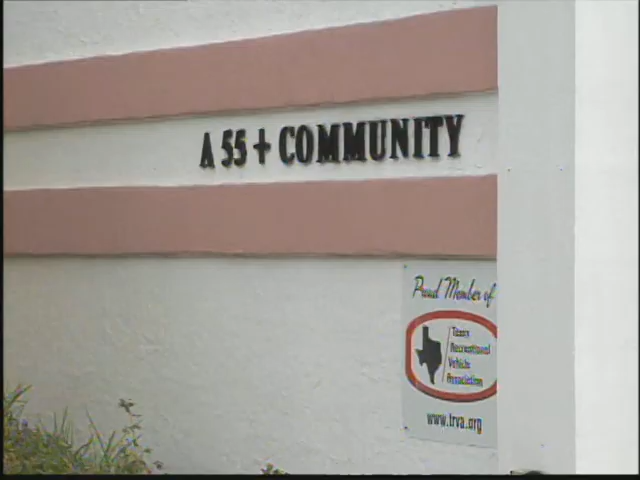 A 55 + COMMUNITY
Proud Member of
Texas
Recreational
Vehicle
Association
www.trva.org